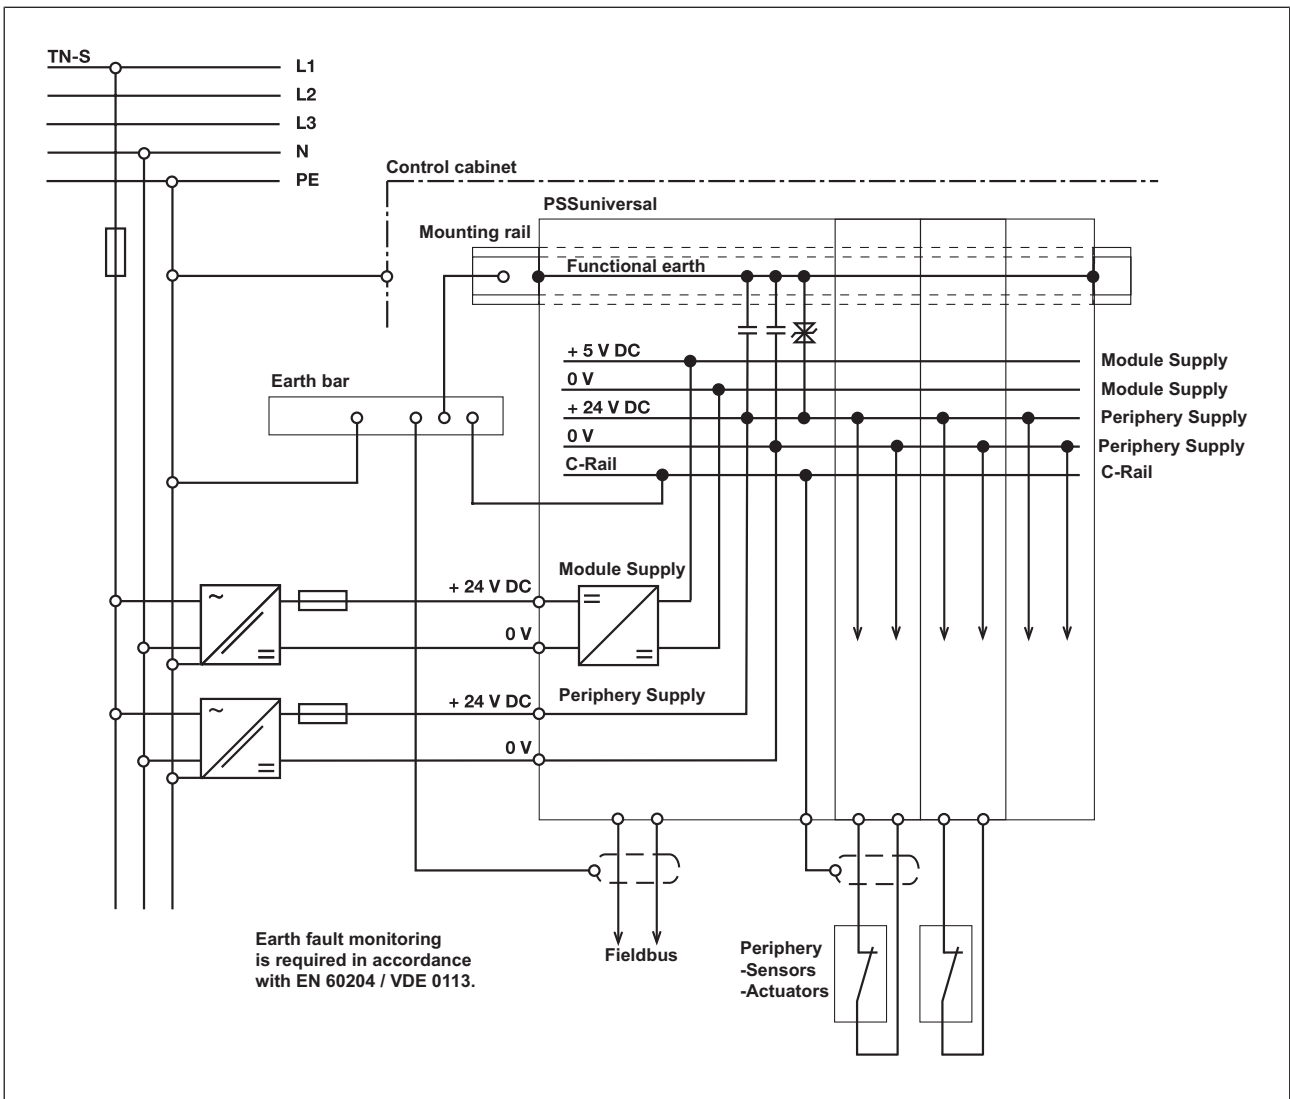 TN-S
L1
L2
L3
N
PE
Control cabinet
PSSuniversal
Mounting rail
Functional earth
+ 5 V DC
Module Supply
0 V
Module Supply
Earth bar
+ 24 V DC
Periphery Supply
0 V
Periphery Supply
C-Rail
C-Rail
Module Supply
+ 24 V DC
0 V
Periphery Supply
+ 24 V DC
0 V
Earth fault monitoring
is required in accordance
with EN 60204 / VDE 0113.
Fieldbus
Periphery
-Sensors
-Actuators